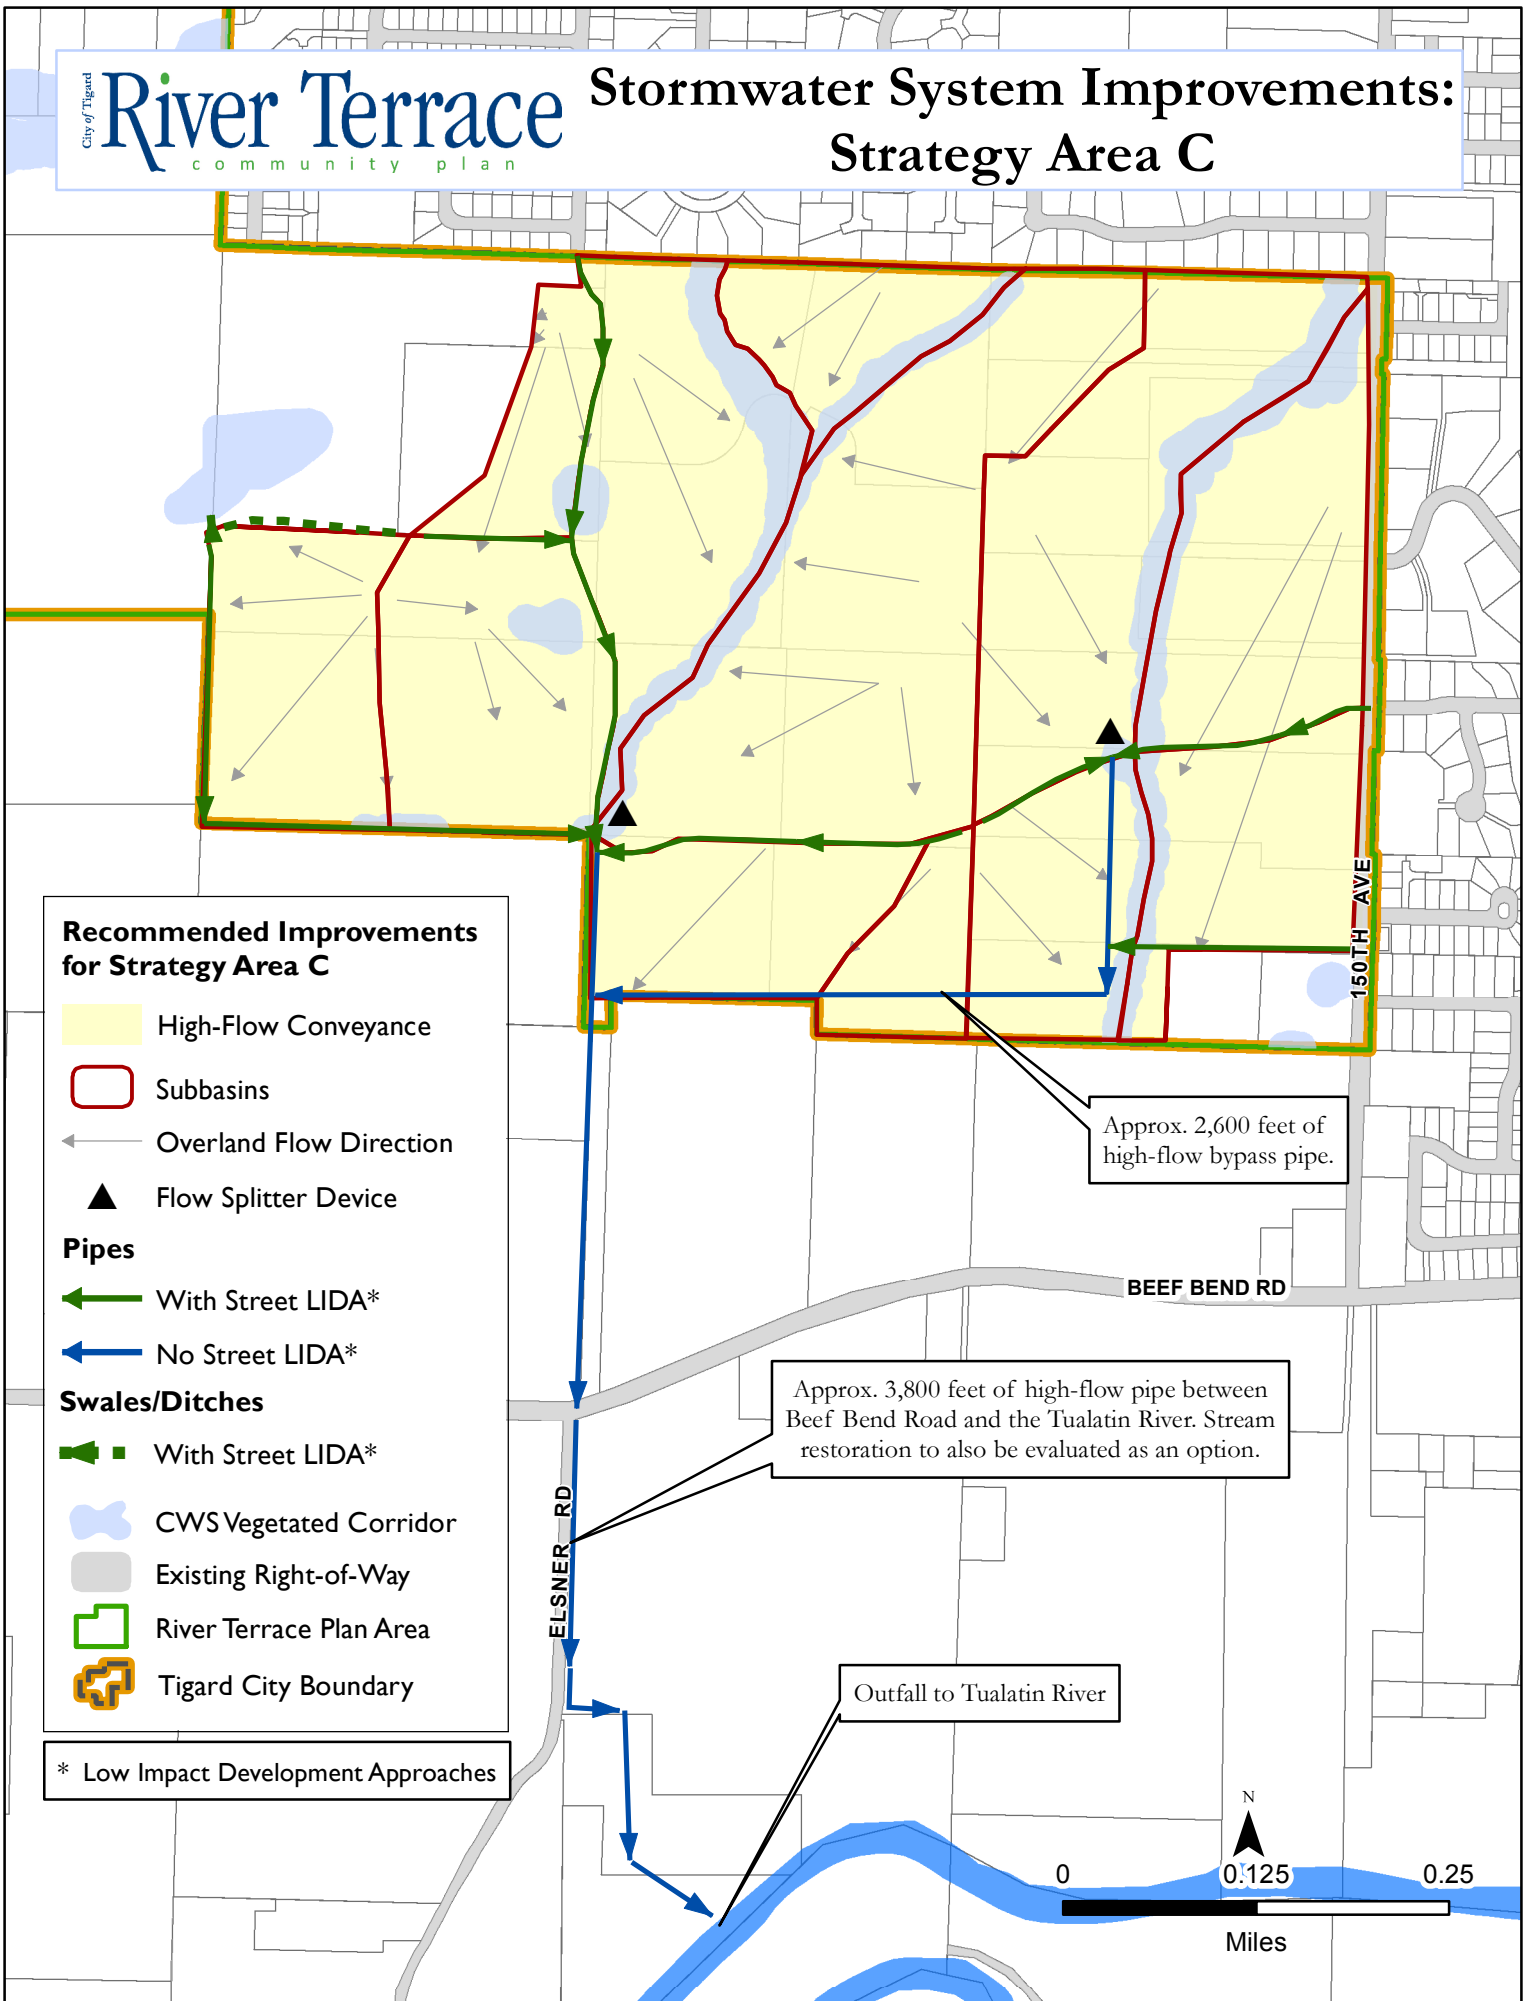 City of Tigard
River Terrace
community plan
Stormwater System Improvements:
Strategy Area C
150TH AVE
Recommended Improvements
for Strategy Area C
High-Flow Conveyance
Subbasins
Overland Flow Direction
Flow Splitter Device
Pipes
With Street LIDA*
No Street LIDA*
Swales/Ditches
With Street LIDA*
CWS Vegetated Corridor
Existing Right-of-Way
River Terrace Plan Area
Tigard City Boundary
* Low Impact Development Approaches
Approx. 2,600 feet of
high-flow bypass pipe.
BEEF BEND RD
Approx. 3,800 feet of high-flow pipe between
Beef Bend Road and the Tualatin River. Stream
restoration to also be evaluated as an option.
ELSNER RD
Outfall to Tualatin River
N
0 0.125 0.25
Miles